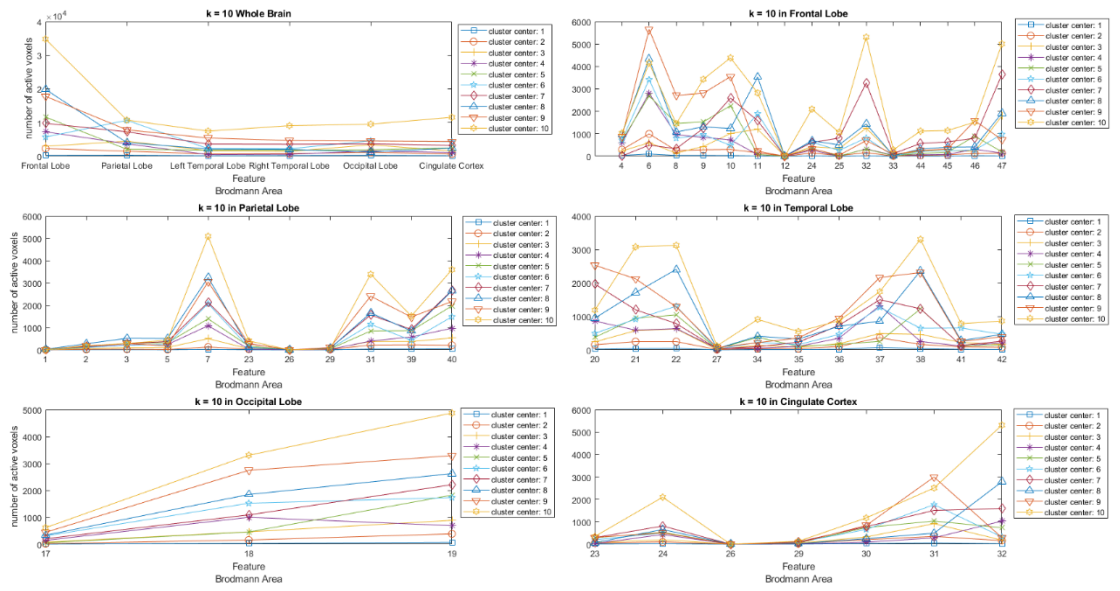 k = 10 Whole Brain
×10⁴
4
3
2
1
0
number of active voxels
Frontal Lobe Parietal Lobe Left Temporal Lobe Right Temporal Lobe Occipital Lobe Cingulate Cortex
Feature
Brodmann Area
cluster center: 1
cluster center: 2
cluster center: 3
cluster center: 4
cluster center: 5
cluster center: 6
cluster center: 7
cluster center: 8
cluster center: 9
cluster center: 10
k = 10 in Frontal Lobe
6000
5000
4000
3000
2000
1000
0
4 6 8 9 10 11 12 24 25 32 33 44 45 46 47
Feature
Brodmann Area
cluster center: 1
cluster center: 2
cluster center: 3
cluster center: 4
cluster center: 5
cluster center: 6
cluster center: 7
cluster center: 8
cluster center: 9
cluster center: 10
k = 10 in Parietal Lobe
6000
5000
4000
3000
2000
1000
0
number of active voxels
1 2 3 5 7 23 26 29 31 39 40
Feature
Brodmann Area
cluster center: 1
cluster center: 2
cluster center: 3
cluster center: 4
cluster center: 5
cluster center: 6
cluster center: 7
cluster center: 8
cluster center: 9
cluster center: 10
k = 10 in Temporal Lobe
4000
3000
2000
1000
0
20 21 22 27 34 35 36 37 38 41 42
Feature
Brodmann Area
cluster center: 1
cluster center: 2
cluster center: 3
cluster center: 4
cluster center: 5
cluster center: 6
cluster center: 7
cluster center: 8
cluster center: 9
cluster center: 10
k = 10 in Occipital Lobe
5000
4000
3000
2000
1000
0
number of active voxels
17 18 19
Feature
Brodmann Area
cluster center: 1
cluster center: 2
cluster center: 3
cluster center: 4
cluster center: 5
cluster center: 6
cluster center: 7
cluster center: 8
cluster center: 9
cluster center: 10
k = 10 in Cingulate Cortex
6000
5000
4000
3000
2000
1000
0
23 24 26 29 30 31 32
Feature
Brodmann Area
cluster center: 1
cluster center: 2
cluster center: 3
cluster center: 4
cluster center: 5
cluster center: 6
cluster center: 7
cluster center: 8
cluster center: 9
cluster center: 10